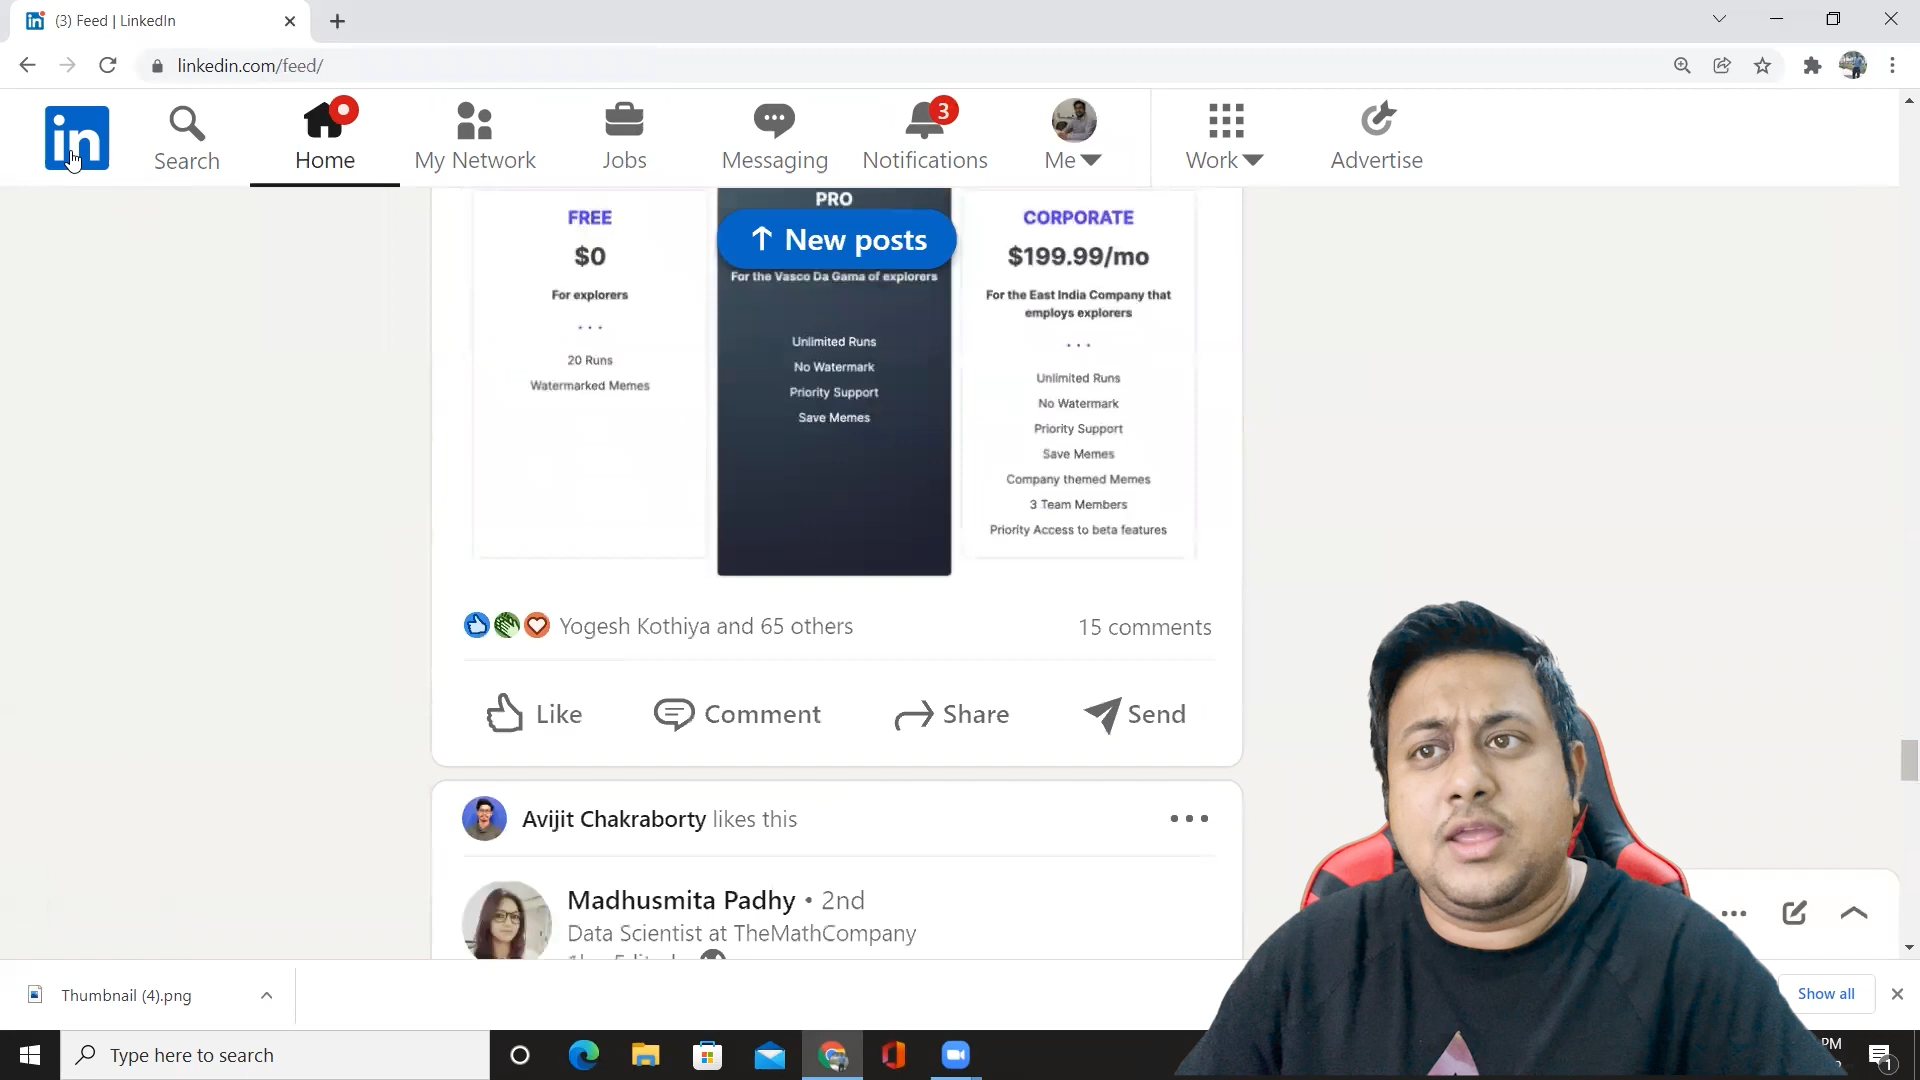 (3) Feed | LinkedIn
linkedin.com/feed/
in
Search
Home
My Network
Jobs
Messaging
3
Notifications
Me
Work
Advertise
FREE
$0
For explorers
20 Runs
Watermarked Memes
PRO
↑ New posts
For the Vasco Da Gama of explorers
Unlimited Runs
No Watermark
Priority Support
Save Memes
CORPORATE
$199.99/mo
For the East India Company that
employs explorers
Unlimited Runs
No Watermark
Priority Support
Save Memes
Company themed Memes
3 Team Members
Priority Access to beta features
Yogesh Kothiya and 65 others
15 comments
Like
Comment
Share
Send
Avijit Chakraborty likes this
Madhusmita Padhy • 2nd
Data Scientist at TheMathCompany
Thumbnail (4).png
Show all
Type here to search
PM
1